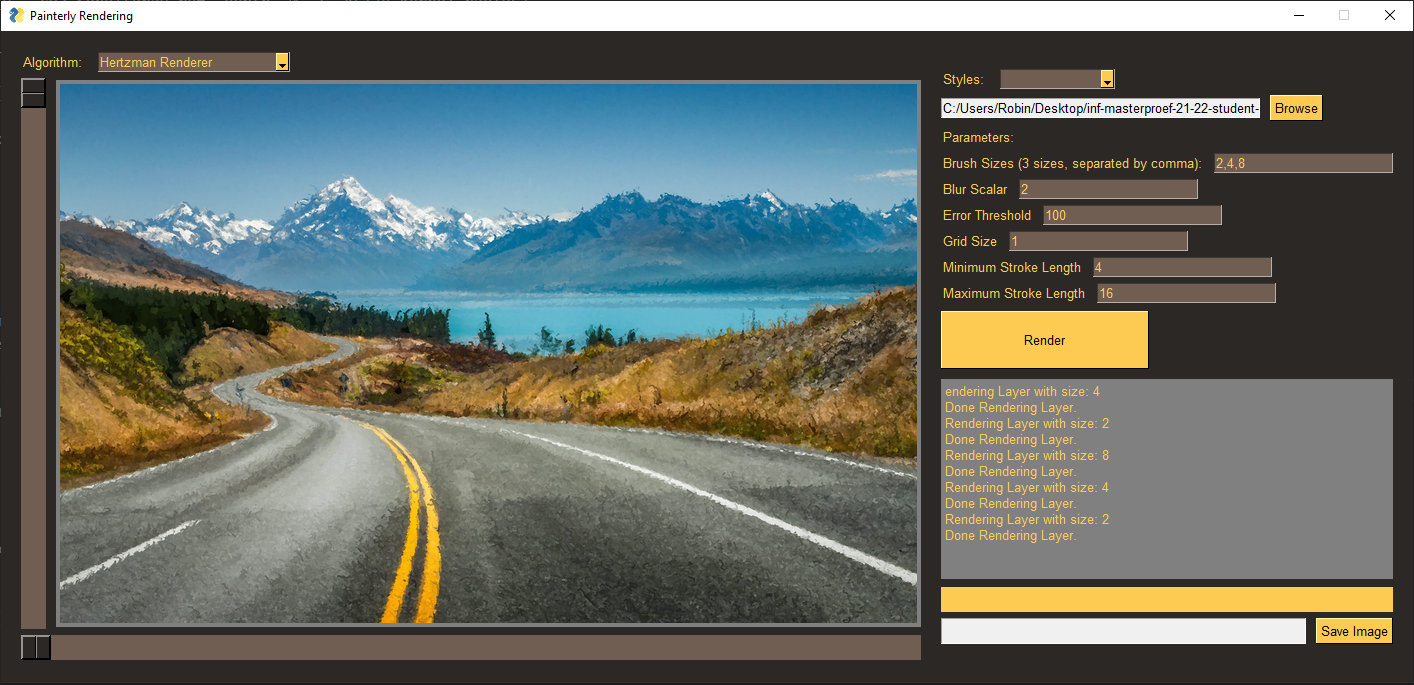 Painterly Rendering
Algorithm: Hertzman Renderer
Styles:
C:/Users/Robin/Desktop/inf-masterproef-21-22-student- Browse
Parameters:
Brush Sizes (3 sizes, separated by comma): 2,4,8
Blur Scalar 2
Error Threshold 100
Grid Size 1
Minimum Stroke Length 4
Maximum Stroke Length 16
Render
endering Layer with size: 4
Done Rendering Layer.
Rendering Layer with size: 2
Done Rendering Layer.
Rendering Layer with size: 8
Done Rendering Layer.
Rendering Layer with size: 4
Done Rendering Layer.
Rendering Layer with size: 2
Done Rendering Layer.
Save Image